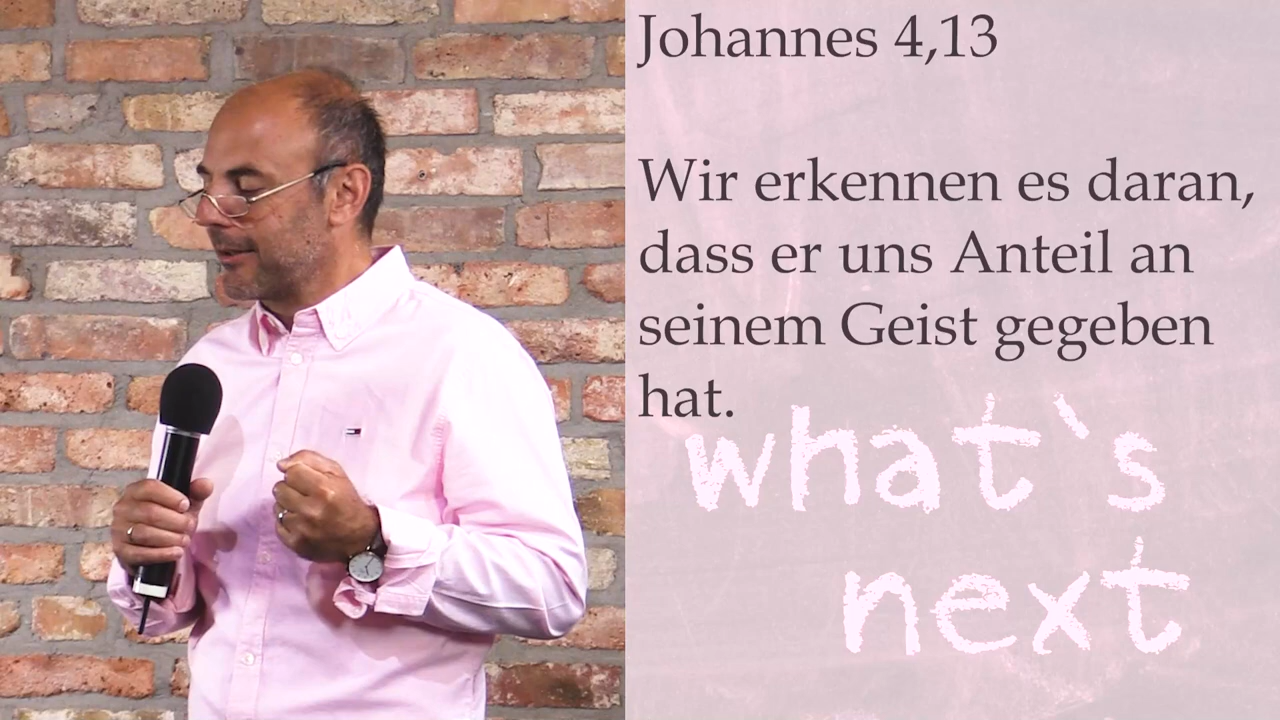 Johannes 4,13
Wir erkennen es daran,
dass er uns Anteil an
seinem Geist gegeben
hat.
what`s
next